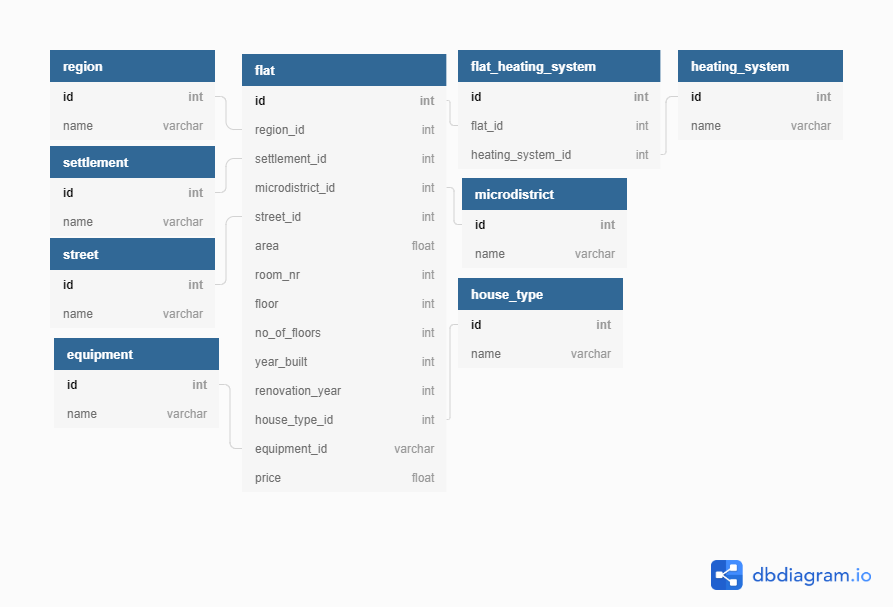 region
id int
name varchar
settlement
id int
name varchar
street
id int
name varchar
equipment
id int
name varchar
flat
id int
region_id int
settlement_id int
microdistrict_id int
street_id int
area float
room_nr int
floor int
no_of_floors int
year_built int
renovation_year int
house_type_id int
equipment_id varchar
price float
flat_heating_system
id int
flat_id int
heating_system_id int
heating_system
id int
name varchar
microdistrict
id int
name varchar
house_type
id int
name varchar
dbdiagram.io